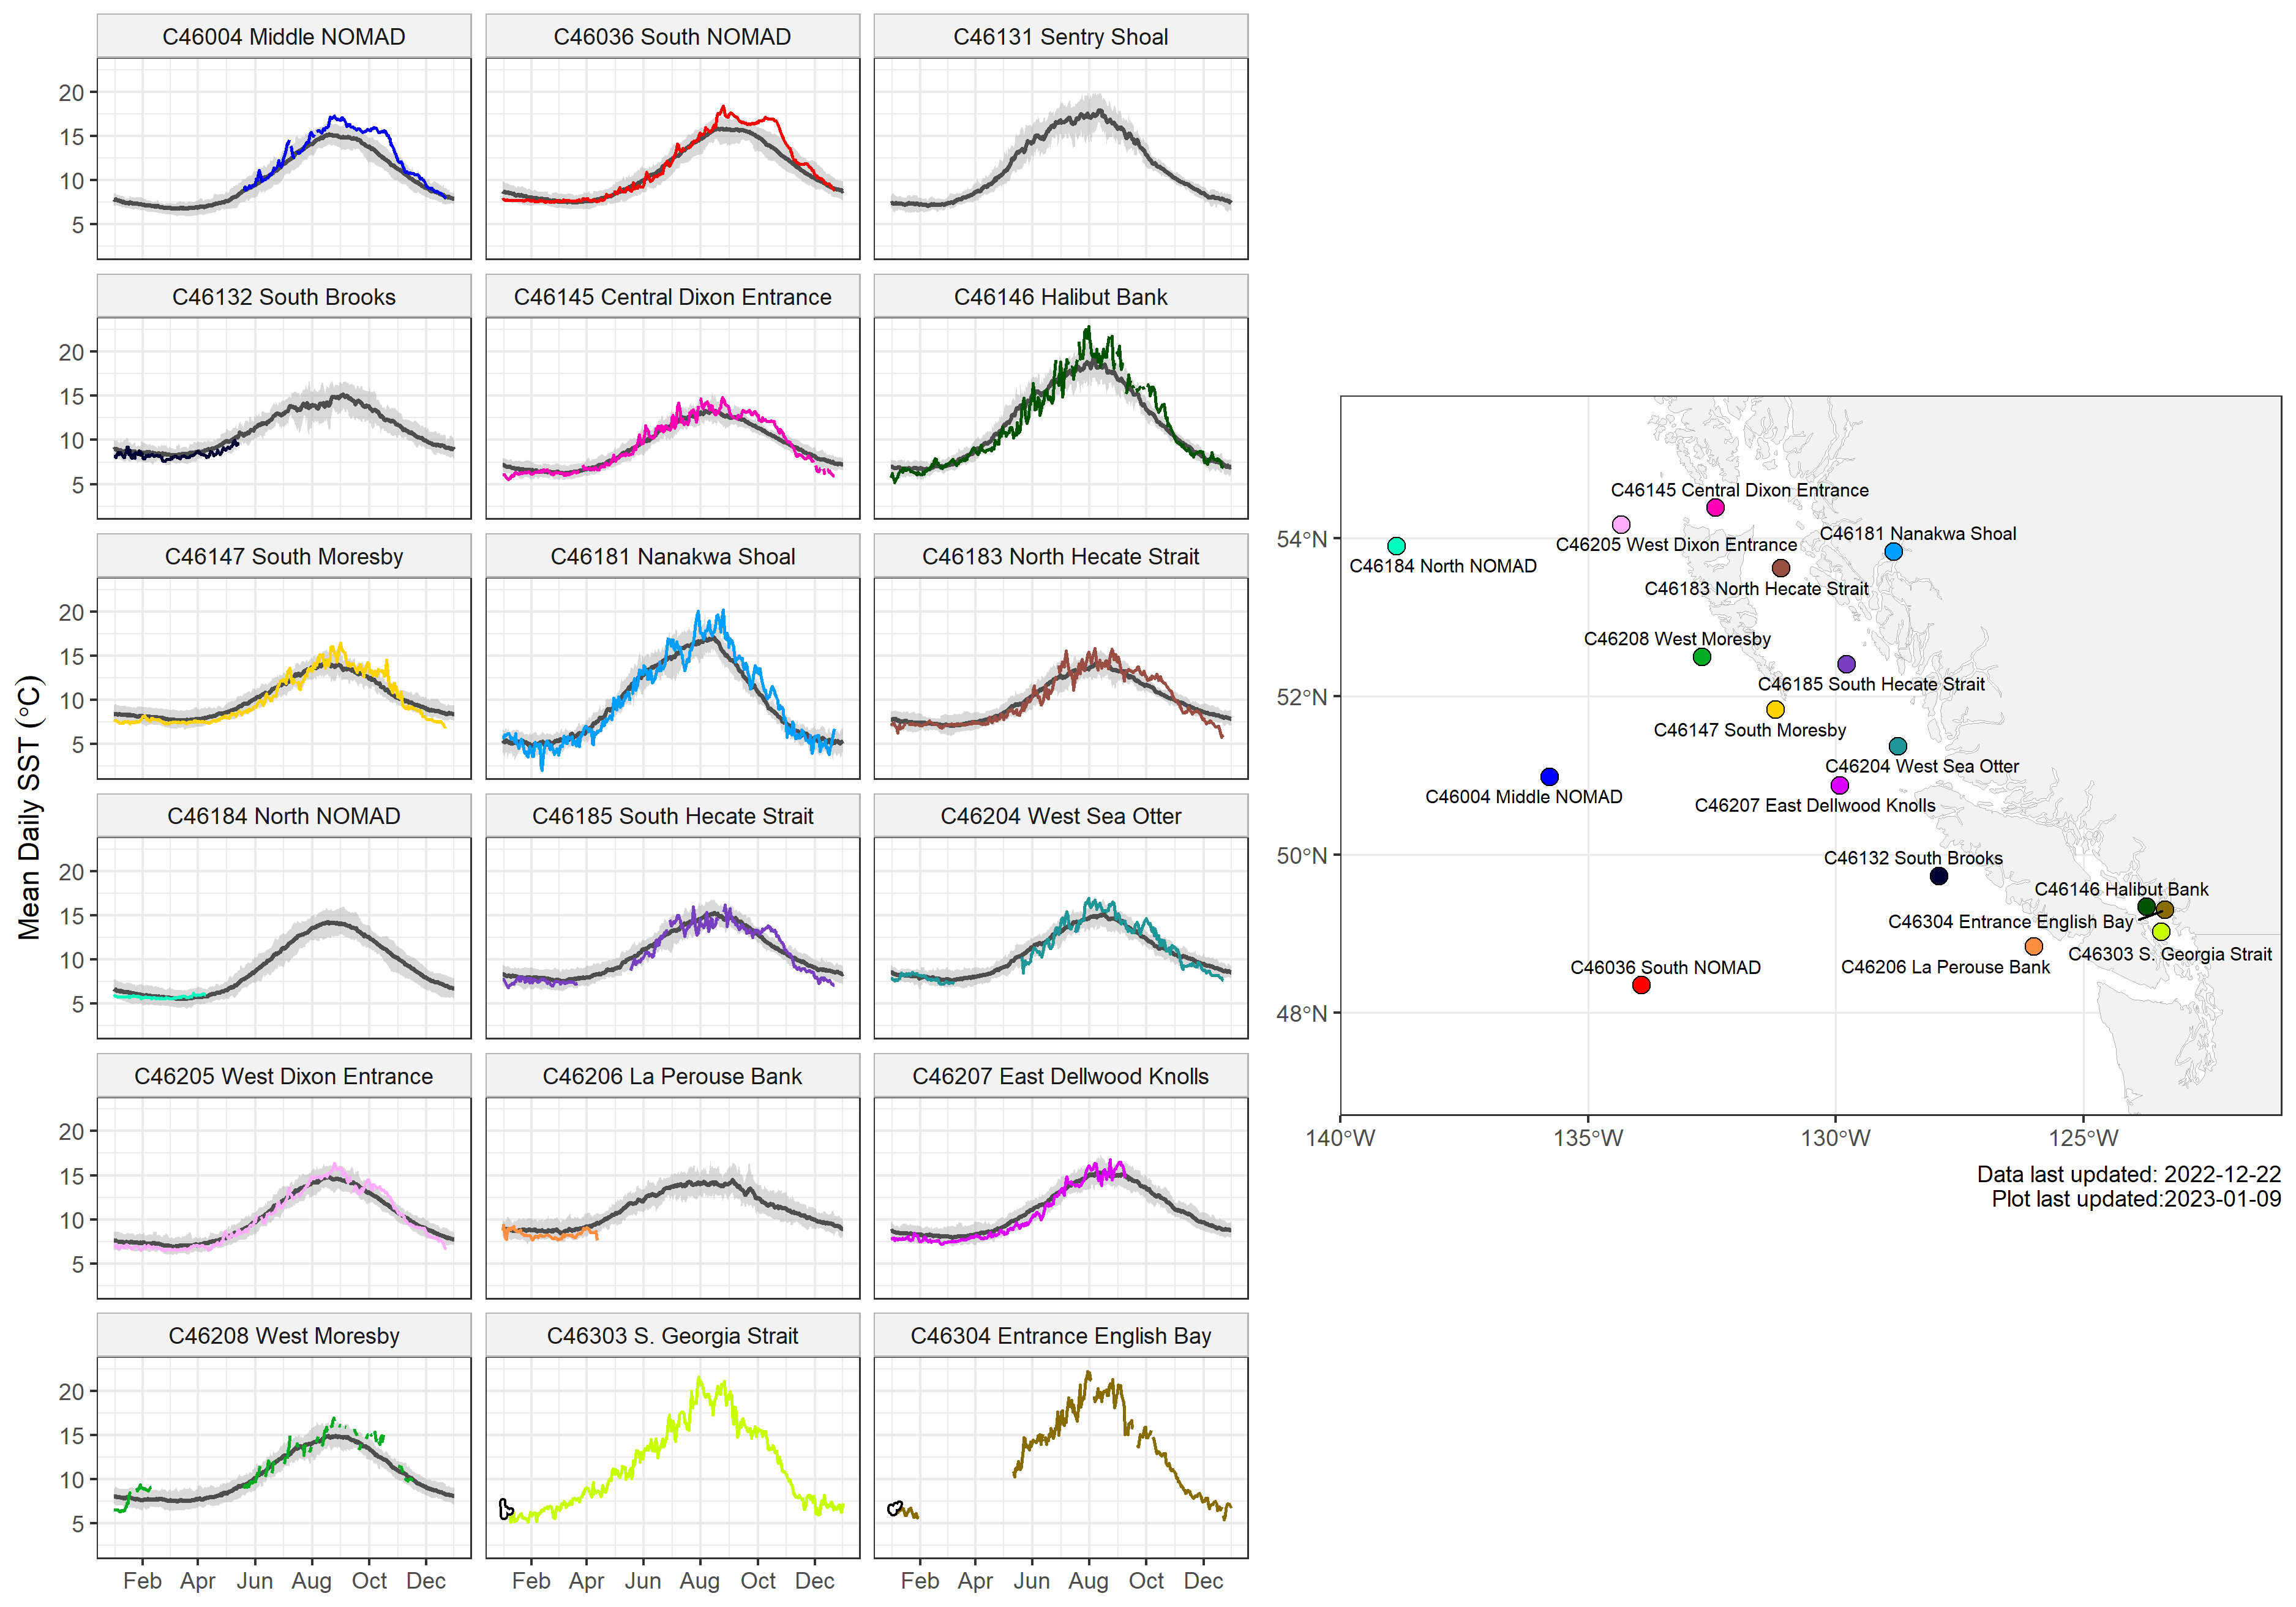 Mean Daily SST (°C)
C46004 Middle NOMAD
C46036 South NOMAD
C46131 Sentry Shoal
20
15
10
5
C46132 South Brooks
C46145 Central Dixon Entrance
C46146 Halibut Bank
20
15
10
5
C46147 South Moresby
C46181 Nanakwa Shoal
C46183 North Hecate Strait
20
15
10
5
C46184 North NOMAD
C46185 South Hecate Strait
C46204 West Sea Otter
20
15
10
5
C46205 West Dixon Entrance
C46206 La Perouse Bank
C46207 East Dellwood Knolls
20
15
10
5
C46208 West Moresby
C46303 S. Georgia Strait
C46304 Entrance English Bay
20
15
10
5
Feb Apr Jun Aug Oct Dec
Feb Apr Jun Aug Oct Dec
Feb Apr Jun Aug Oct Dec
C46145 Central Dixon Entrance
C46181 Nanakwa Shoal
54°N
C46205 West Dixon Entrance
C46184 North NOMAD
C46183 North Hecate Strait
C46208 West Moresby
C46185 South Hecate Strait
52°N
C46147 South Moresby
C46204 West Sea Otter
C46004 Middle NOMAD
C46207 East Dellwood Knolls
50°N
C46132 South Brooks
C46146 Halibut Bank
C46304 Entrance English Bay
C46303 S. Georgia Strait
C46206 La Perouse Bank
C46036 South NOMAD
48°N
140°W 135°W 130°W 125°W
Data last updated: 2022-12-22
Plot last updated:2023-01-09